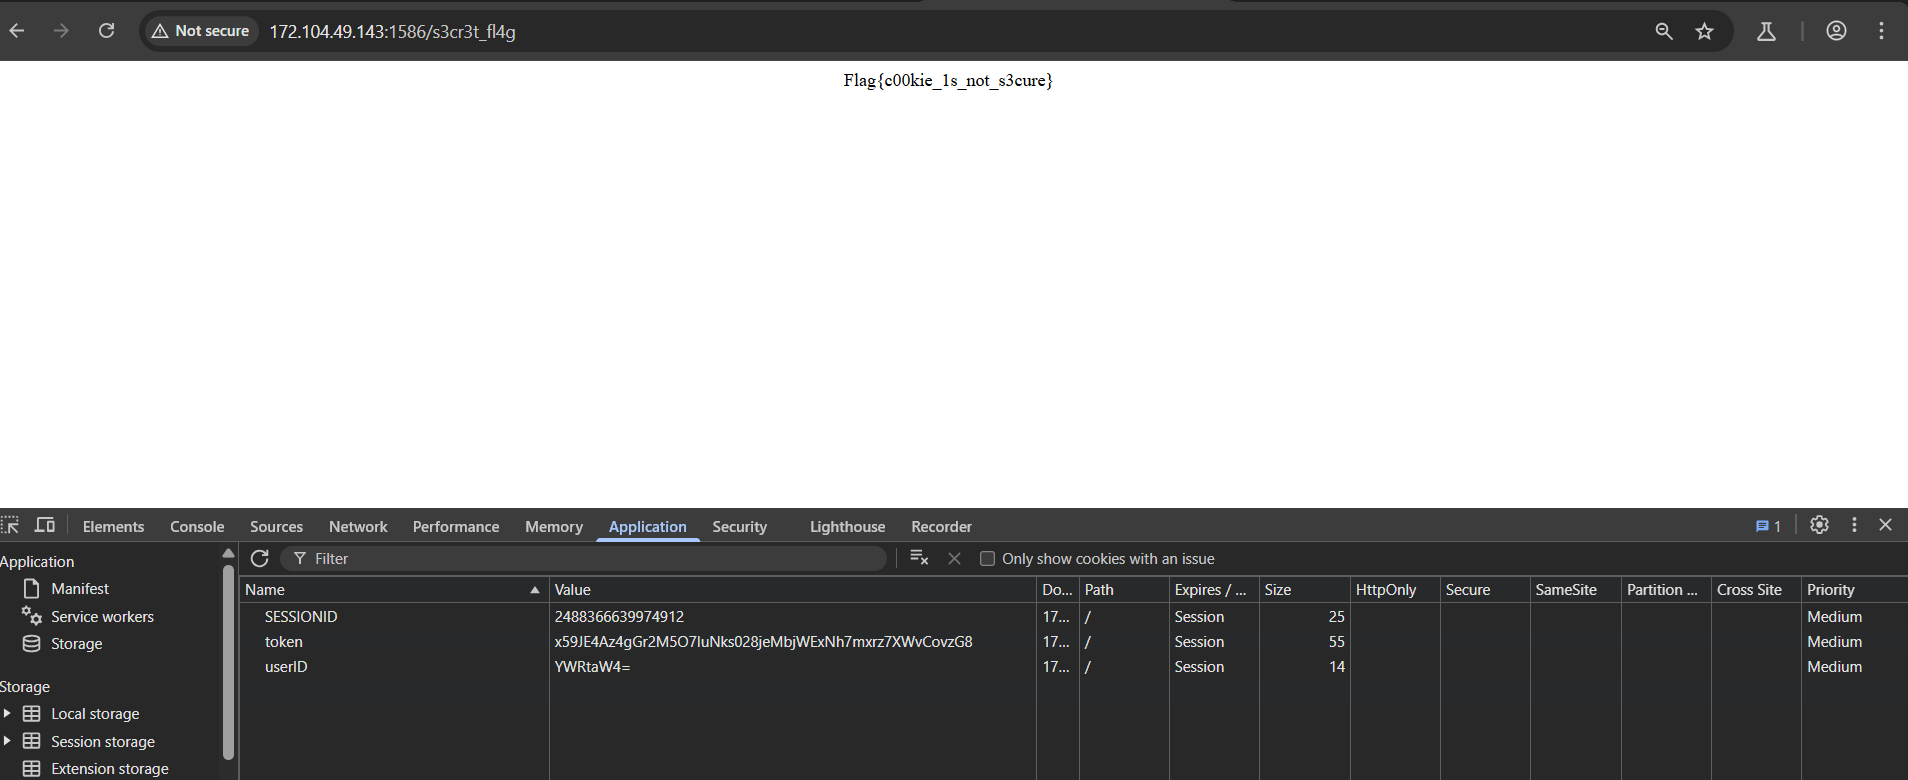 Not secure 172.104.49.143:1586/s3cr3t_fl4g
Flag{c00kie_1s_not_s3cure}
Elements Console Sources Network Performance Memory Application Security Lighthouse Recorder 1
Application
Manifest
Service workers
Storage
Storage
Local storage
Session storage
Extension storage
Filter Only show cookies with an issue
Name Value Do... Path Expires / ... Size HttpOnly Secure SameSite Partition ... Cross Site Priority
SESSIONID 2488366639974912 17... / Session 25 Medium
token x59JE4Az4gGr2M5O7luNks028jeMbjWExNh7mxrz7XWvCovzG8 17... / Session 55 Medium
userID YWRtaW4= 17... / Session 14 Medium